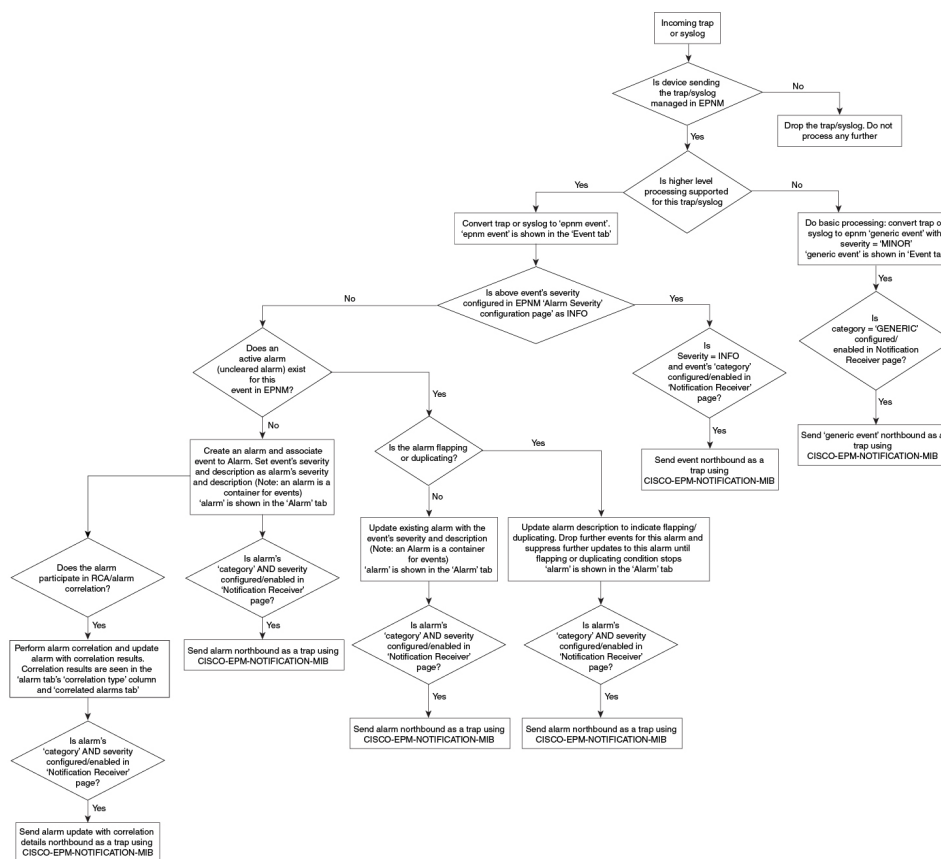 Incoming trap
or syslog
Is device sending
the trap/syslog
managed in EPNM
No
Drop the trap/syslog. Do not
process any further
Yes
Is higher level
processing supported
for this trap/syslog
Yes
No
Convert trap or syslog to 'epnm event'.
'epnm event' is shown in the 'Event tab'
Do basic processing: convert trap o
syslog to epnm 'generic event' with
severity = 'MINOR'
'generic event' is shown in 'Event ta
Is above event's severity
configured in EPNM 'Alarm Severity'
configuration page' as INFO
No
Yes
Yes
Is
category = 'GENERIC'
configured/
enabled in Notification
Receiver page?
Does an
active alarm
(uncleared alarm) exist
for this
event in EPNM?
Is
Severity = INFO
and event's 'category'
configured/enabled in
'Notification Receiver'
page?
Yes
Yes
No
Send 'generic event' northbound as a
trap using
CISCO-EPM-NOTIFICATION-MIB
Create an alarm and associate
event to Alarm. Set event's severity
and description as alarm's severity
and description (Note: an alarm is a
container for events)
'alarm' is shown in the 'Alarm' tab
Is the alarm flapping
or duplicating?
Yes
Yes
Send event northbound as a
trap using
CISCO-EPM-NOTIFICATION-MIB
No
Update existing alarm with the
event's severity and description
(Note: an Alarm is a container
for events)
'alarm' is shown in the 'Alarm' tab
Update alarm description to indicate flapping/
duplicating. Drop further events for this alarm and
suppress further updates to this alarm until
flapping or duplicating condition stops
'alarm' is shown in the 'Alarm' tab
Does the alarm
participate in RCA/alarm
correlation?
Is alarm's
'category' AND severity
configured/enabled in
'Notification Receiver'
page?
Yes
Yes
Is alarm's
'category' AND severity
configured/enabled in
'Notification Receiver'
page?
Is alarm's
'category' AND severity
configured/enabled in
'Notification Receiver'
page?
Perform alarm correlation and update
alarm with correlation results.
Correlation results are seen in the
'alarm tab's 'correlation type' column
and 'correlated alarms tab'
Send alarm northbound as a trap using
CISCO-EPM-NOTIFICATION-MIB
Yes
Yes
Send alarm northbound as a trap using
CISCO-EPM-NOTIFICATION-MIB
Send alarm northbound as a trap using
CISCO-EPM-NOTIFICATION-MIB
Is alarm's
'category' AND severity
configured/enabled in
'Notification Receiver'
page?
Yes
Send alarm update with correlation
details northbound as a trap using
CISCO-EPM-NOTIFICATION-MIB